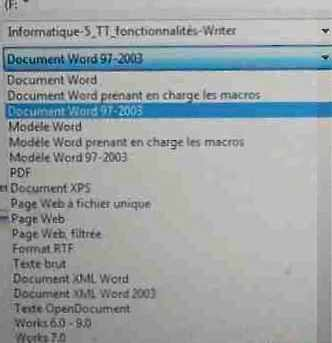 (F:
Informatique-5_TT_fonctionnalités-Writer
Document Word 97-2003
Document Word
Document Word prenant en charge les macros
Document Word 97-2003
Modèle Word
Modèle Word prenant en charge les macros
Modèle Word 97-2003
PDF
Document XPS
Page Web à fichier unique
Page Web
Page Web, filtrée
Format RTF
Texte brut
Document XML Word
Document XML Word 2003
Texte OpenDocument
Works 6.0 - 9.0
Works 7.0